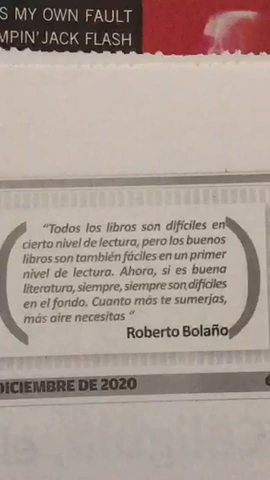 S MY OWN FAULT
MPIN' JACK FLASH
"Todos los libros son difíciles en
cierto nivel de lectura, pero los buenos
libros son también fáciles en un primer
nivel de lectura. Ahora, si es buena
literatura, siempre, siempre son difíciles
en el fondo. Cuanto más te sumerjas,
más aire necesitas "
Roberto Bolaño
DICIEMBRE DE 2020